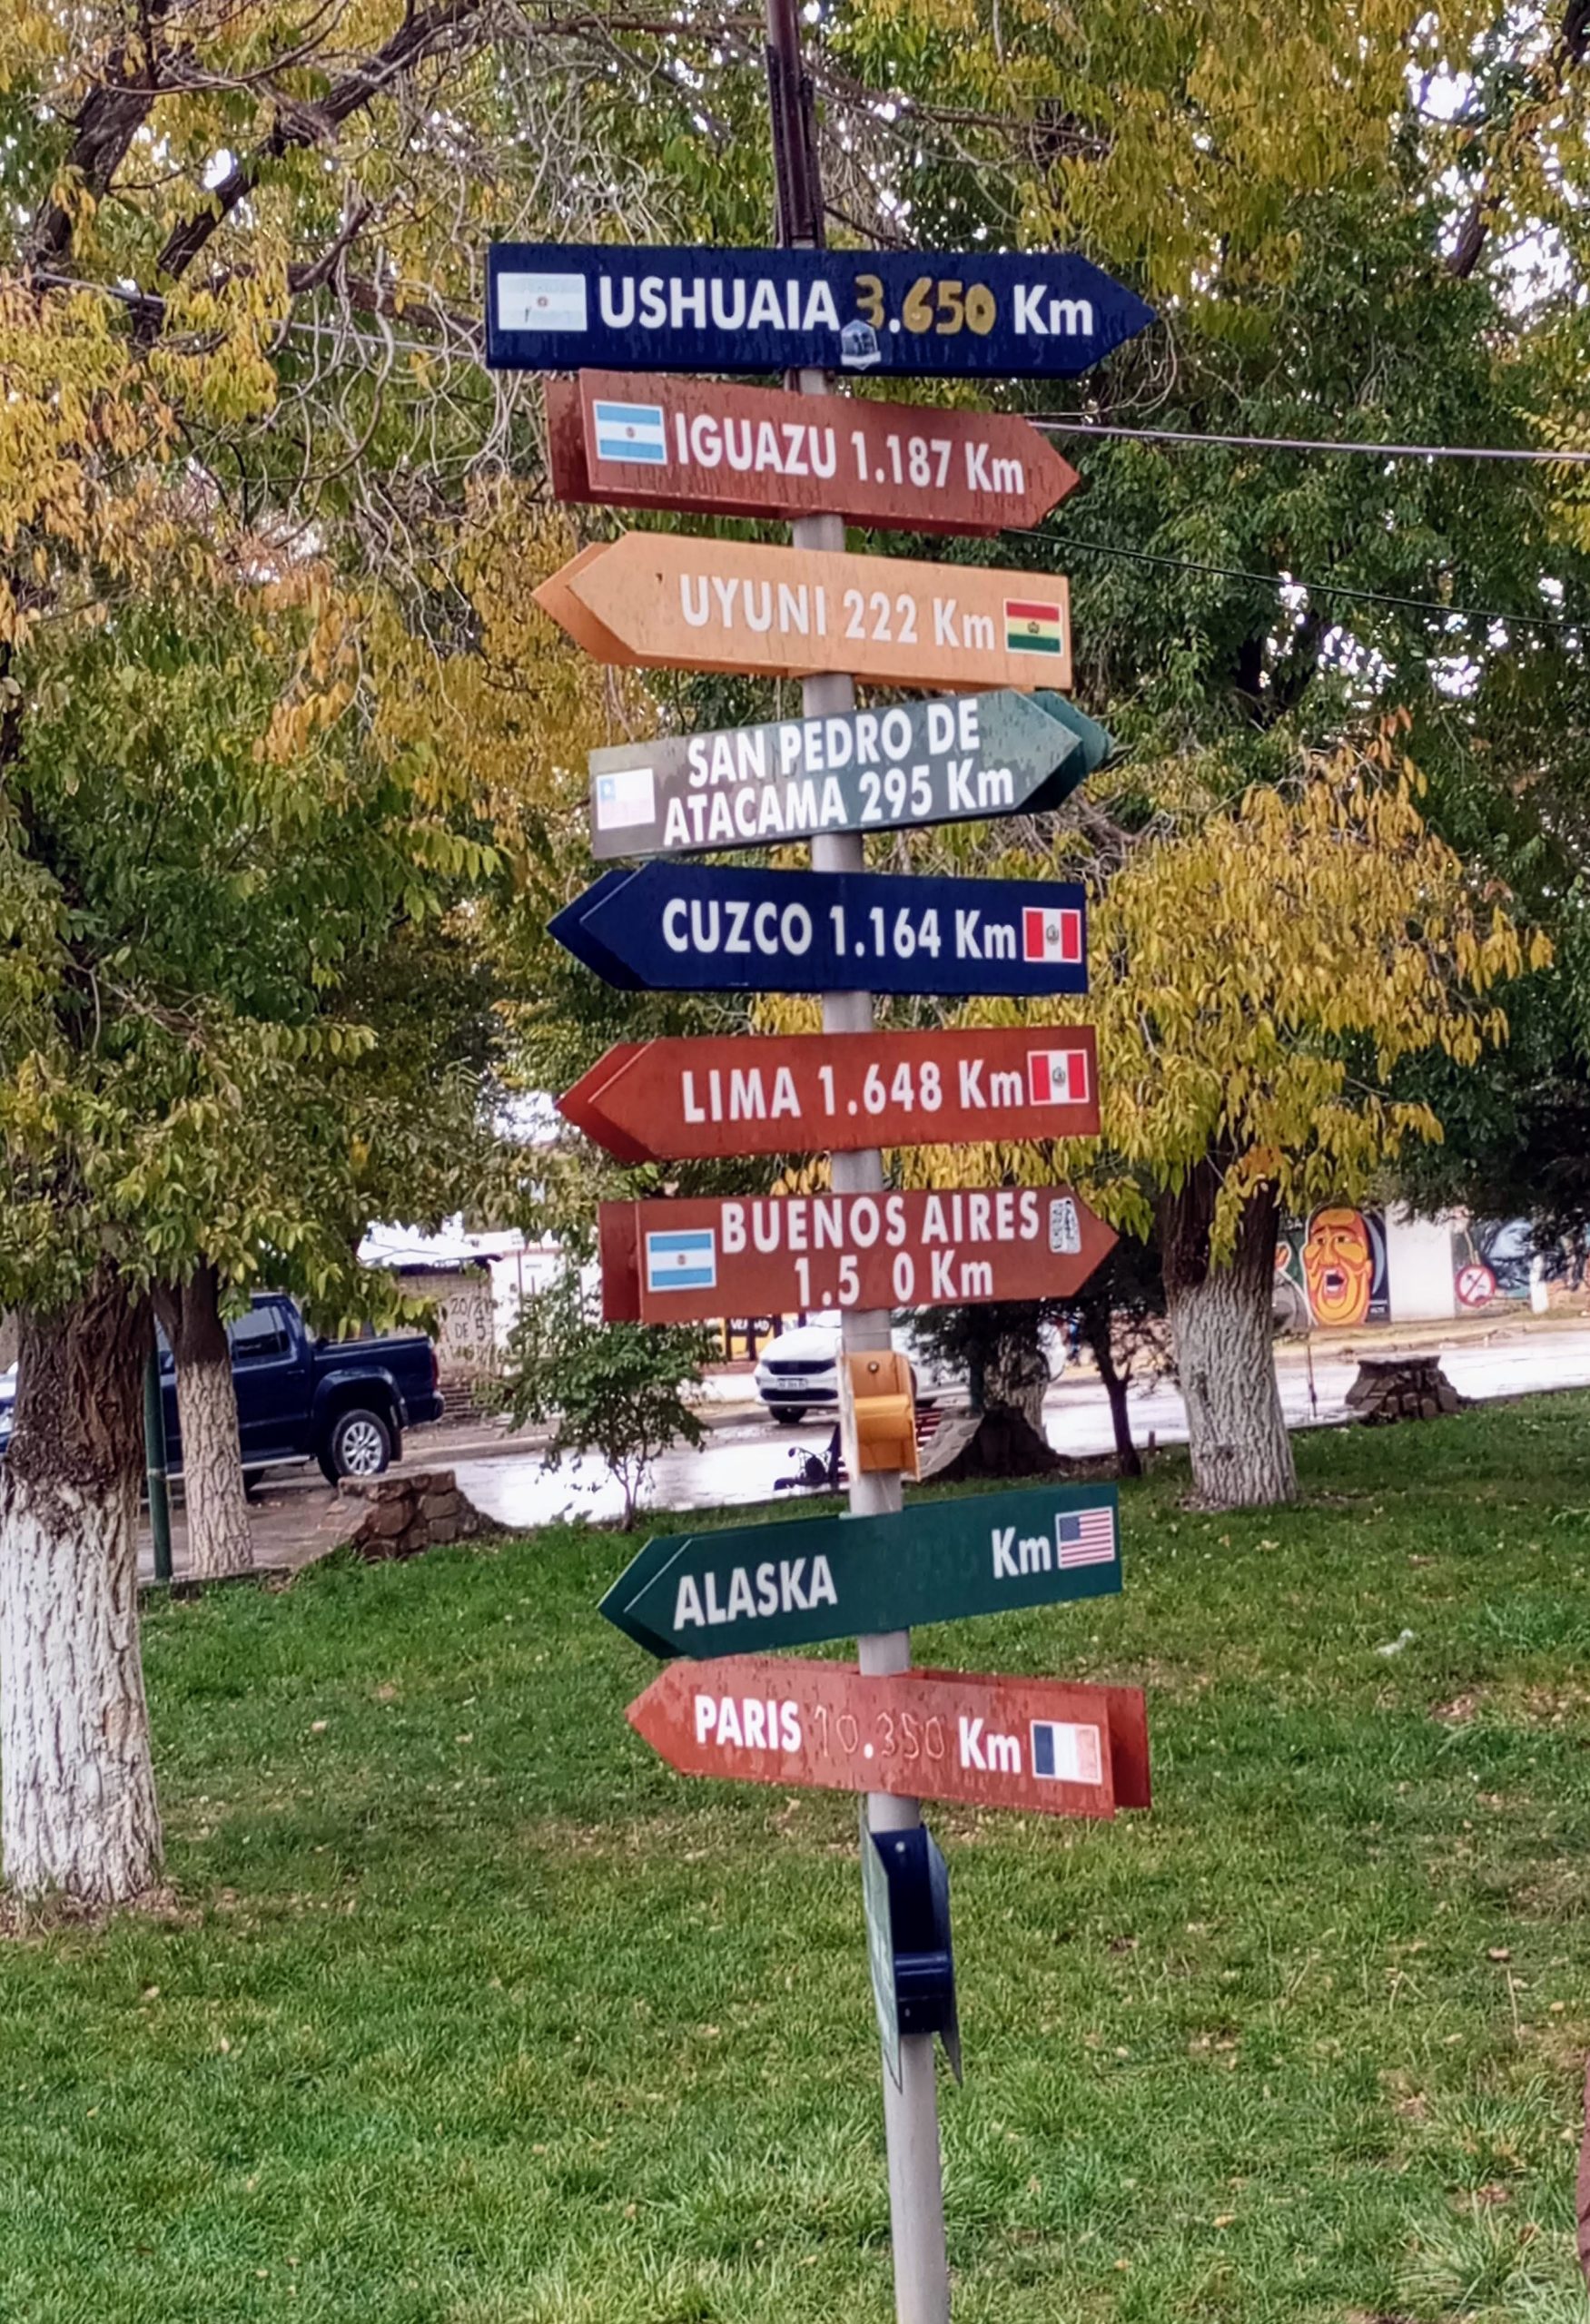 USHUAIA 3.650 Km
IGUAZU 1.187 Km
UYUNI 222 Km
SAN PEDRO DE
ATACAMA 295 Km
CUZCO 1.164 Km
LIMA 1.648 Km
BUENOS AIRES
1.5 0 Km
ALASKA Km
PARIS 10.350 Km